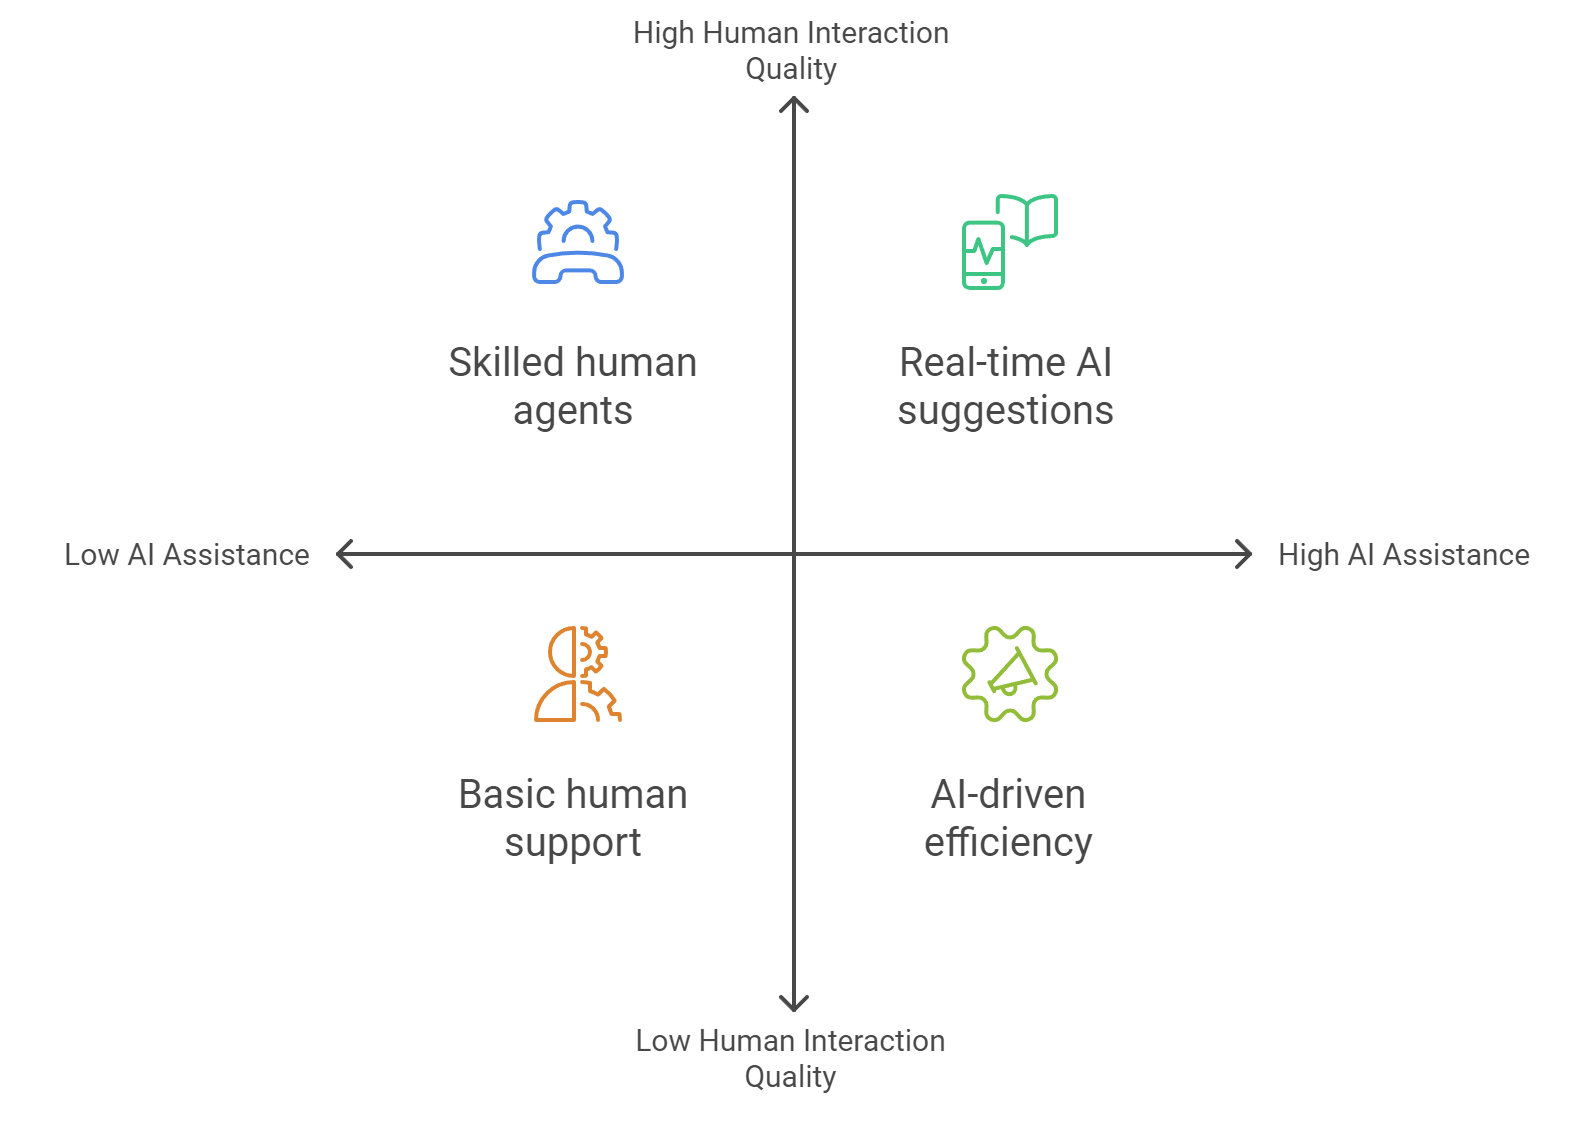 High Human Interaction
Quality
Skilled human
agents
Real-time AI
suggestions
Low AI Assistance
High AI Assistance
Basic human
support
AI-driven
efficiency
Low Human Interaction
Quality